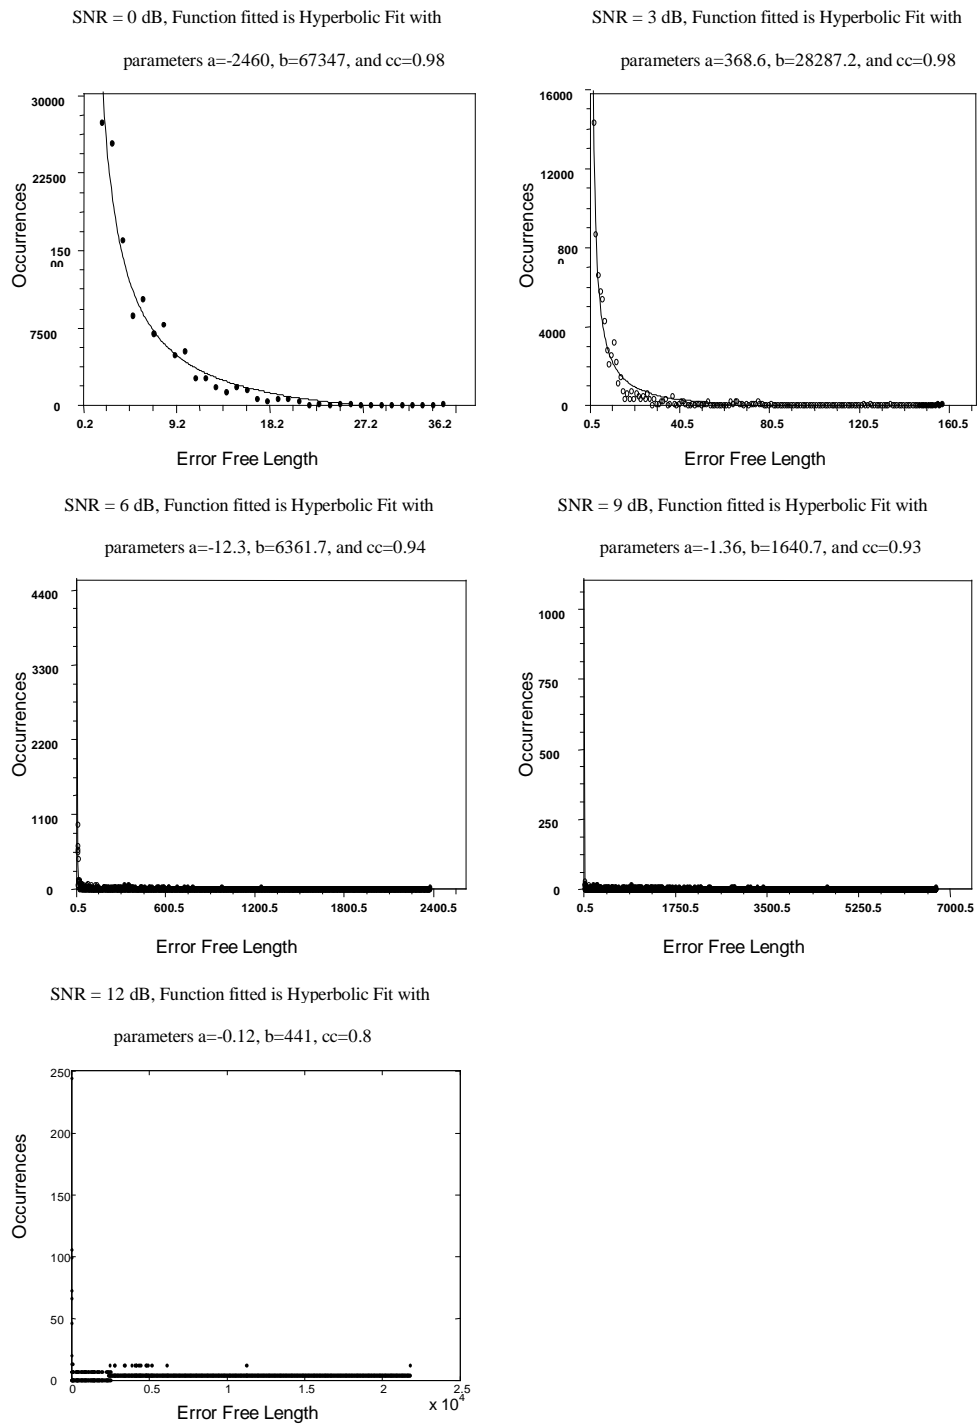 SNR = 0 dB, Function fitted is Hyperbolic Fit with
parameters a=-2460, b=67347, and cc=0.98
30000
22500
150
00
7500
0
0.2
9.2
18.2
27.2
36.2
Occurrences
Error Free Length
SNR = 3 dB, Function fitted is Hyperbolic Fit with
parameters a=368.6, b=28287.2, and cc=0.98
16000
12000
800
0
4000
0
0.5
40.5
80.5
120.5
160.5
Occurrences
Error Free Length
SNR = 6 dB, Function fitted is Hyperbolic Fit with
parameters a=-12.3, b=6361.7, and cc=0.94
4400
3300
2200
1100
0
0.5
600.5
1200.5
1800.5
2400.5
Occurrences
Error Free Length
SNR = 9 dB, Function fitted is Hyperbolic Fit with
parameters a=-1.36, b=1640.7, and cc=0.93
1000
750
500
250
0
0.5
1750.5
3500.5
5250.5
7000.5
Occurrences
Error Free Length
SNR = 12 dB, Function fitted is Hyperbolic Fit with
parameters a=-0.12, b=441, cc=0.8
250
200
150
100
50
0
0
0.5
1
1.5
2
2.5
x 10^4
Occurrences
Error Free Length